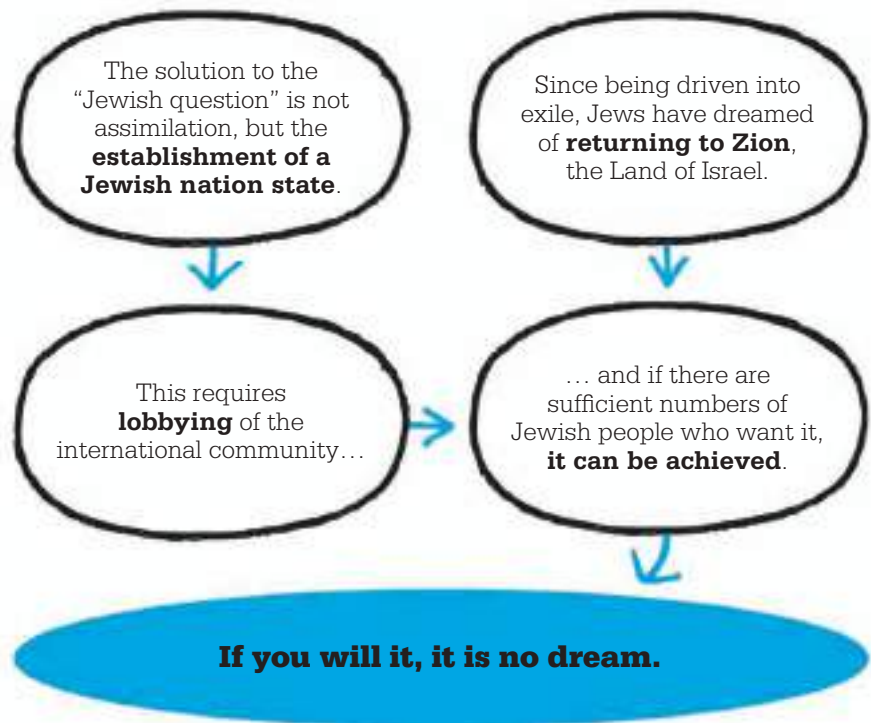 The solution to the
“Jewish question” is not
assimilation, but the
establishment of a
Jewish nation state.
Since being driven into
exile, Jews have dreamed
of returning to Zion,
the Land of Israel.
This requires
lobbying of the
international community…
… and if there are
sufficient numbers of
Jewish people who want it,
it can be achieved.
If you will it, it is no dream.